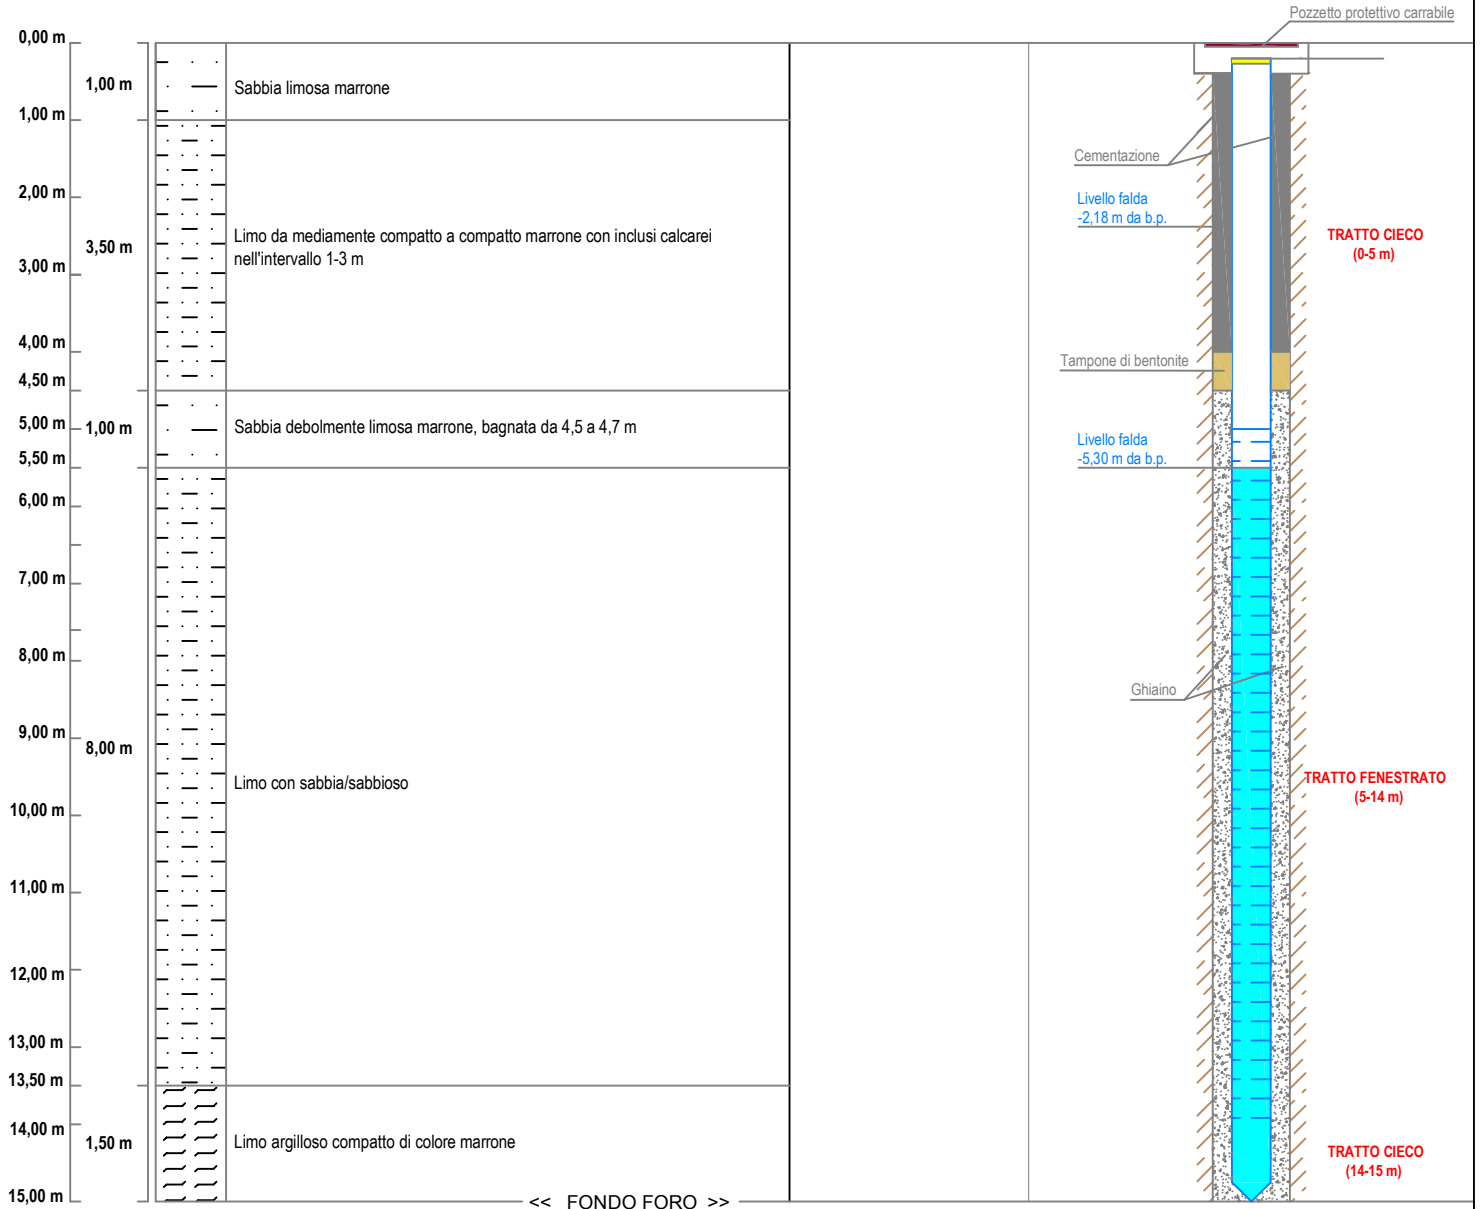 Pozzetto protettivo carrabile
0,00 m
1,00 m
Sabbia limosa marrone
1,00 m
Cementazione
2,00 m
Livello falda
-2,18 m da b.p.
3,50 m
Limo da mediamente compatto a compatto marrone con inclusi calcarei
nell'intervallo 1-3 m
TRATTO CIECO
(0-5 m)
3,00 m
4,00 m
Tampone di bentonite
4,50 m
5,00 m
1,00 m
Sabbia debolmente limosa marrone, bagnata da 4,5 a 4,7 m
Livello falda
-5,30 m da b.p.
5,50 m
6,00 m
7,00 m
8,00 m
Ghiaino
9,00 m
8,00 m
Limo con sabbia/sabbioso
TRATTO FENESTRATO
(5-14 m)
10,00 m
11,00 m
12,00 m
13,00 m
13,50 m
14,00 m
1,50 m
Limo argilloso compatto di colore marrone
TRATTO CIECO
(14-15 m)
15,00 m
<< FONDO FORO >>